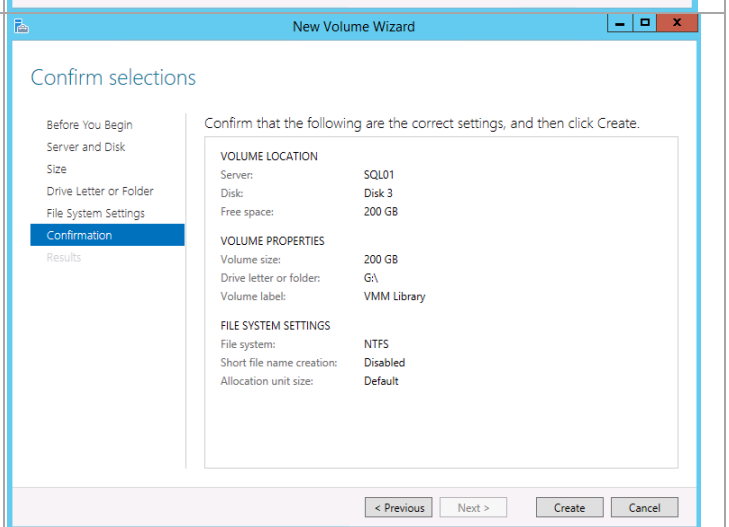 New Volume Wizard
Confirm selections
Before You Begin
Server and Disk
Size
Drive Letter or Folder
File System Settings
Confirmation
Results
Confirm that the following are the correct settings, and then click Create.
VOLUME LOCATION
Server: SQL01
Disk: Disk 3
Free space: 200 GB
VOLUME PROPERTIES
Volume size: 200 GB
Drive letter or folder: G:\
Volume label: VMM Library
FILE SYSTEM SETTINGS
File system: NTFS
Short file name creation: Disabled
Allocation unit size: Default
< Previous Next > Create Cancel